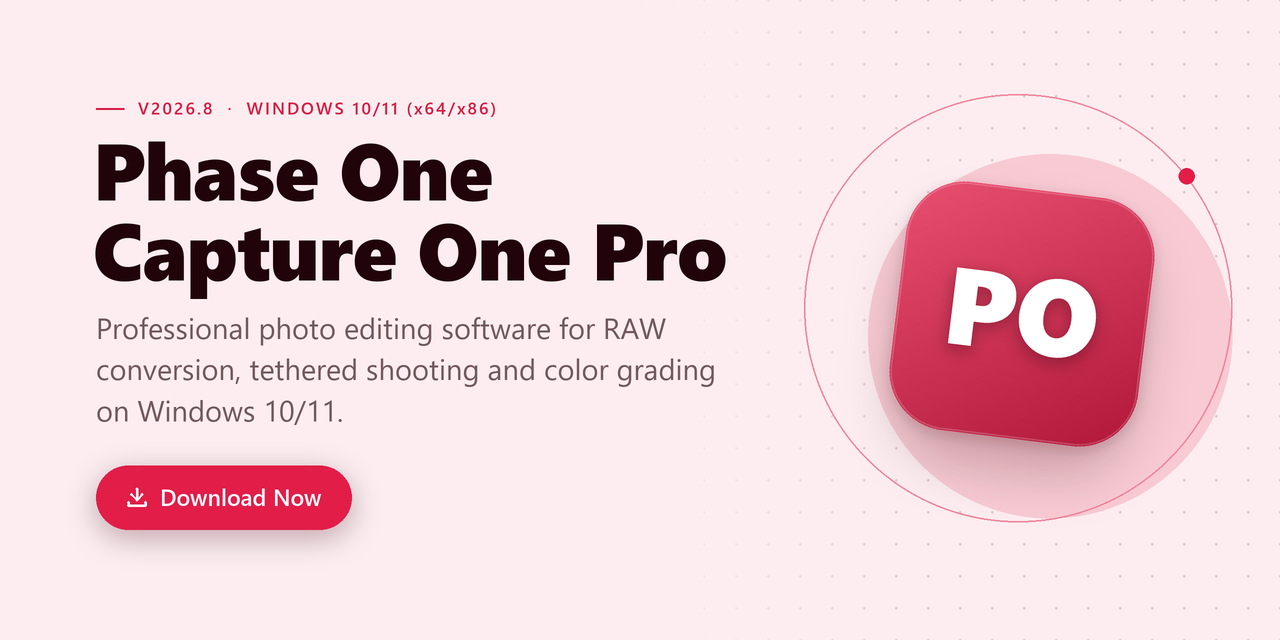 V2026.8 · WINDOWS 10/11 (x64/x86)
Phase One
Capture One Pro
Professional photo editing software for RAW
conversion, tethered shooting and color grading
on Windows 10/11.
Download Now
PO